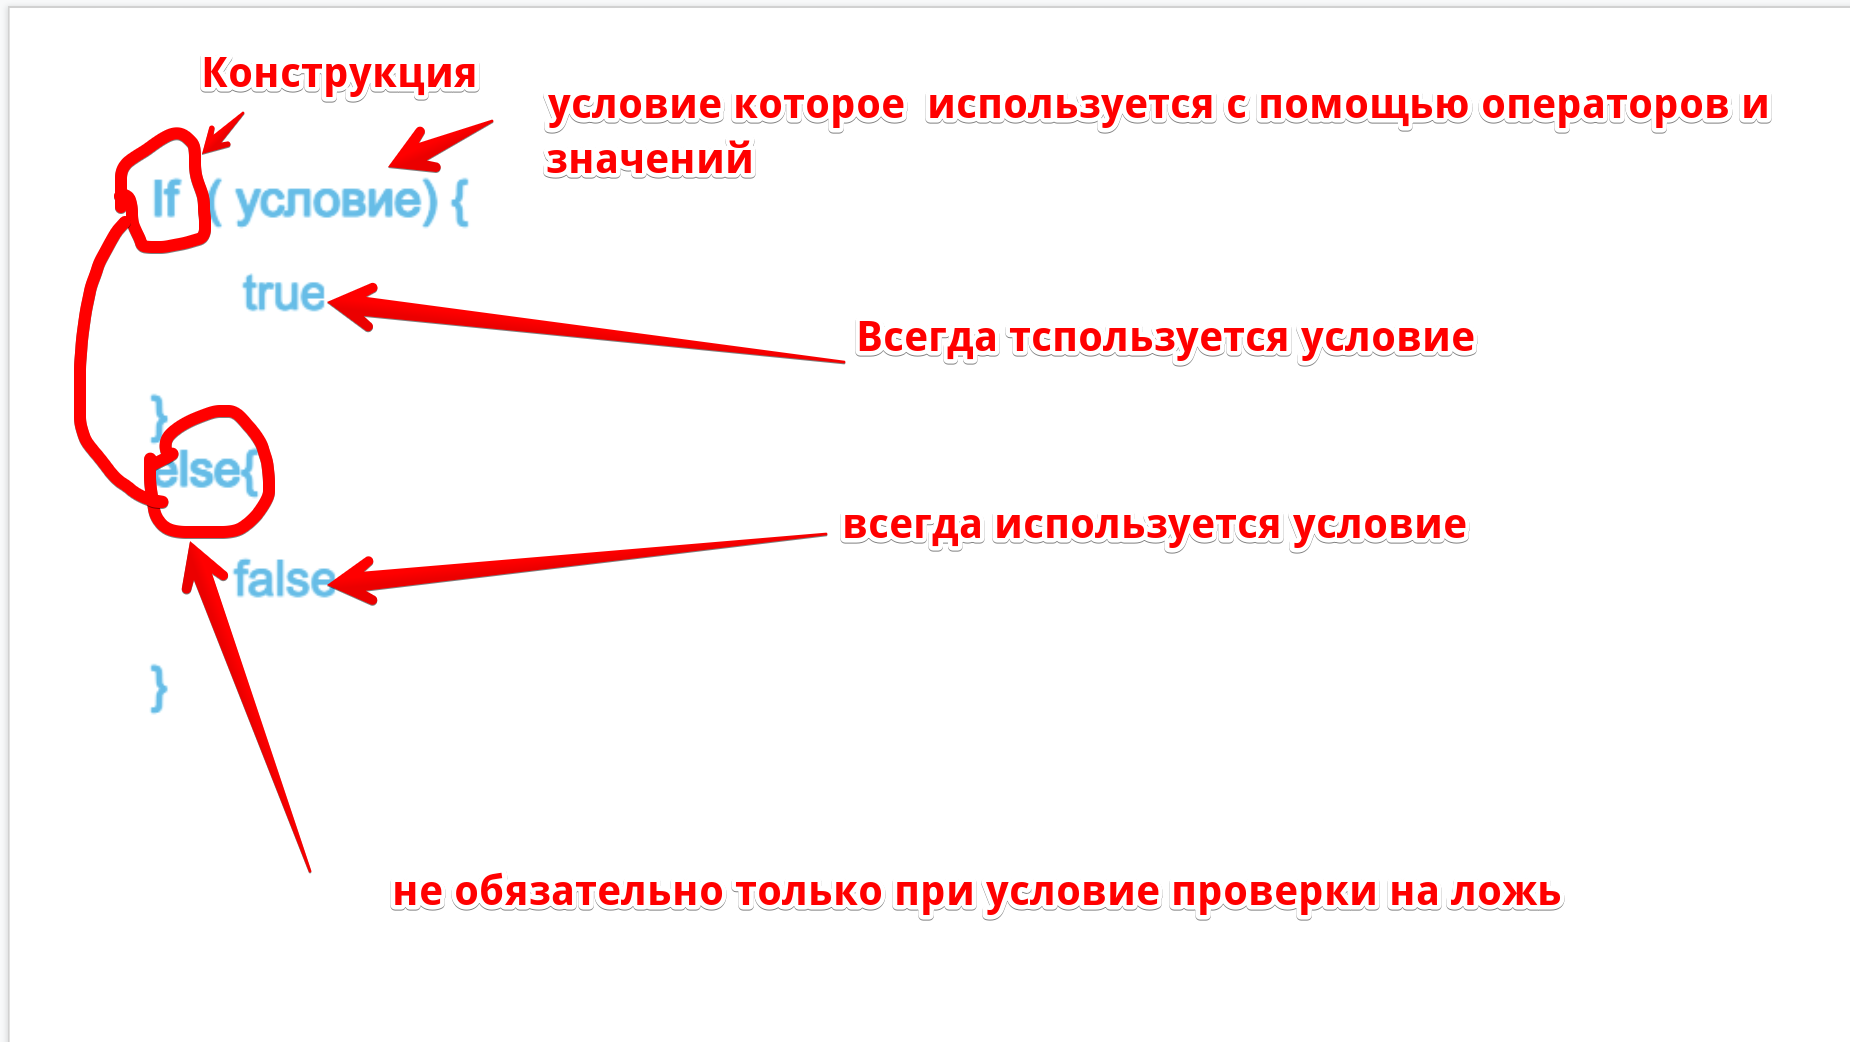 Конструкция
условие которое используется с помощью операторов и
значений
If ( условие) {
true
Всегда тспользуется условие
}
else{
всегда используется условие
false
}
не обязательно только при условие проверки на ложь